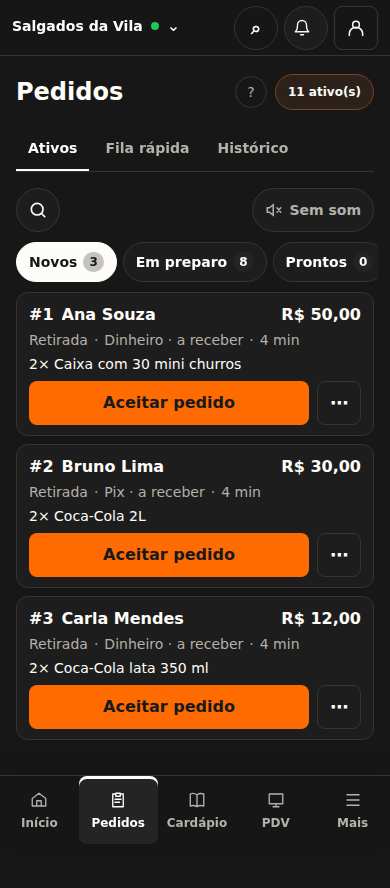 Salgados da Vila
Pedidos ? 11 ativo(s)
Ativos Fila rápida Histórico
Sem som
Novos 3 Em preparo 8 Prontos 0
#1 Ana Souza R$ 50,00
Retirada · Dinheiro · a receber · 4 min
2× Caixa com 30 mini churros
Aceitar pedido ···
#2 Bruno Lima R$ 30,00
Retirada · Pix · a receber · 4 min
2× Coca-Cola 2L
Aceitar pedido ···
#3 Carla Mendes R$ 12,00
Retirada · Dinheiro · a receber · 4 min
2× Coca-Cola lata 350 ml
Aceitar pedido ···
Início Pedidos Cardápio PDV Mais